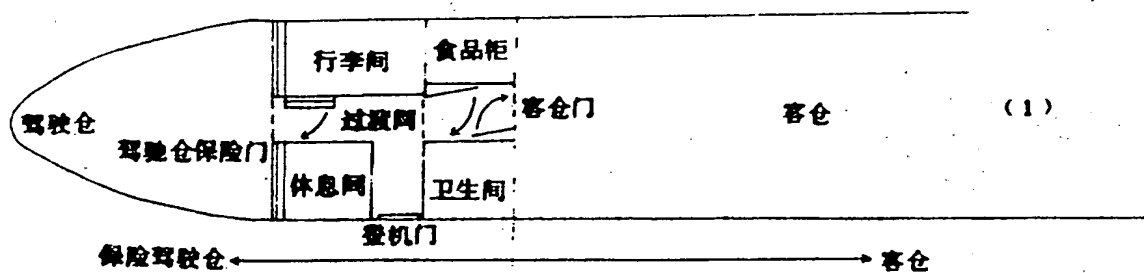 行李间
食品柜
驾驶仓
过渡间
客仓门
客仓
(1)
驾驶仓保险门
休息间
卫生间
登机门
保险驾驶仓
客仓